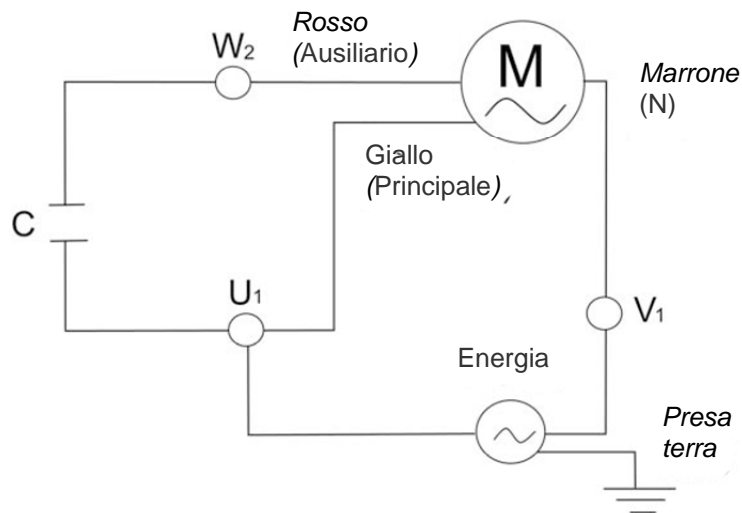 Rosso
(Ausiliario)
W2
M
Marrone
(N)
Giallo
(Principale)
C
U1
V1
Energia
Presa
terra